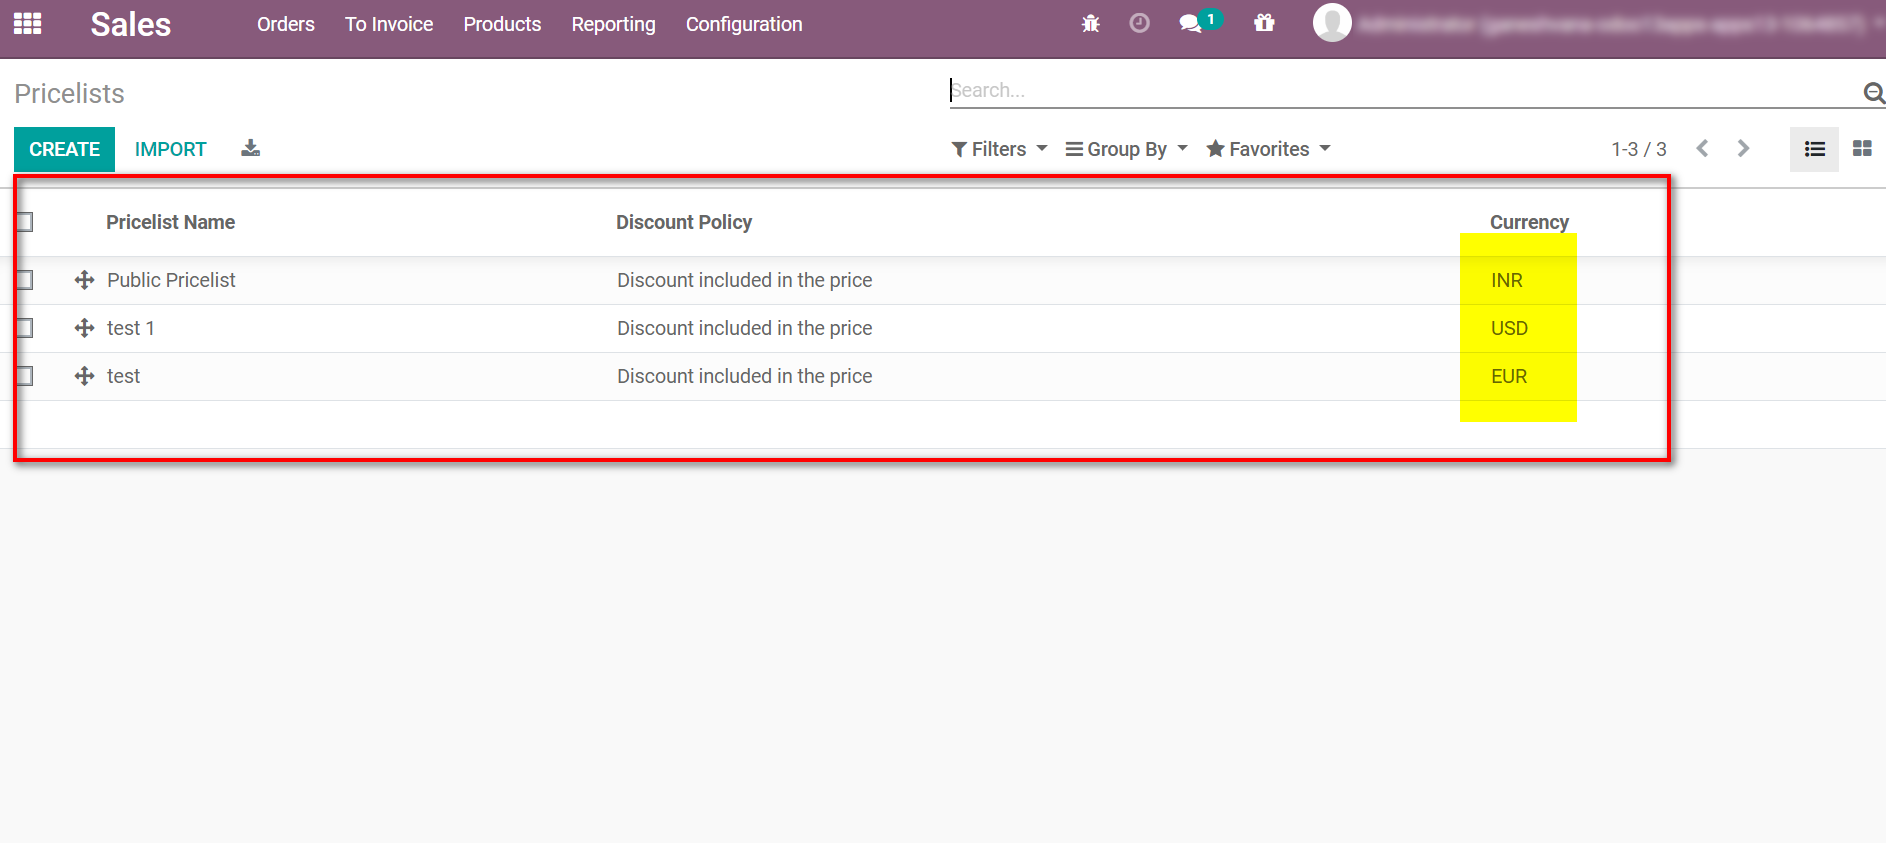 Sales Orders To Invoice Products Reporting Configuration 1
Pricelists Search...
CREATE IMPORT Filters Group By Favorites 1-3 / 3
Pricelist Name Discount Policy Currency
Public Pricelist Discount included in the price INR
test 1 Discount included in the price USD
test Discount included in the price EUR